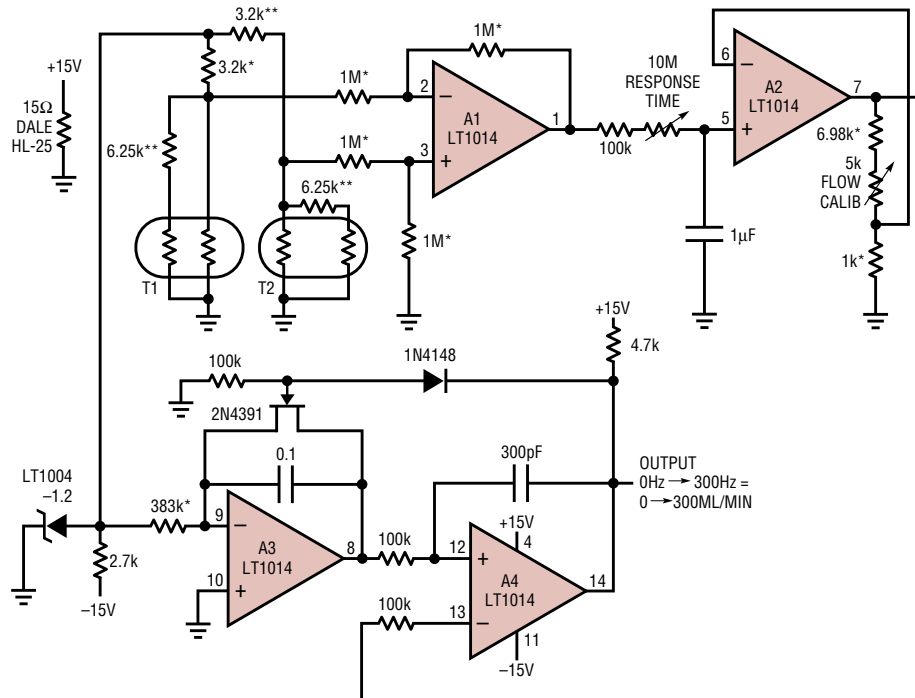 3.2k**
3.2k*
+15V
15Ω
DALE
HL-25
6.25k**
T1
6.25k**
T2
1M*
1M*
1M*
1M*
2
3
1
A1
LT1014
100k
10M
RESPONSE
TIME
1µF
6
5
7
A2
LT1014
6.98k*
5k
FLOW
CALIB
1k*
+15V
4.7k
100k
1N4148
2N4391
0.1
300pF
OUTPUT
0Hz → 300Hz =
0 → 300ML/MIN
LT1004
–1.2
383k*
2.7k
–15V
9
10
8
A3
LT1014
100k
100k
12
13
14
+15V
4
A4
LT1014
11
–15V